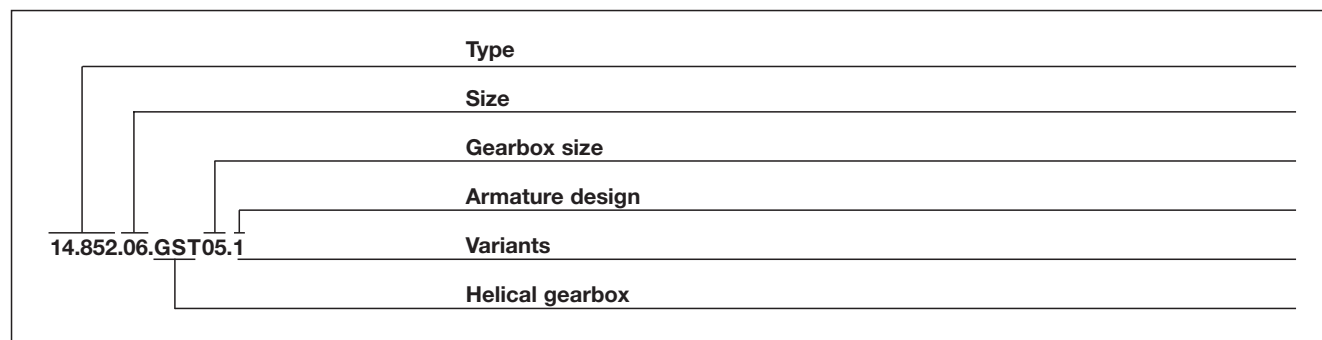 Type
Size
Gearbox size
Armature design
14.852.06.GST05.1 Variants
Helical gearbox